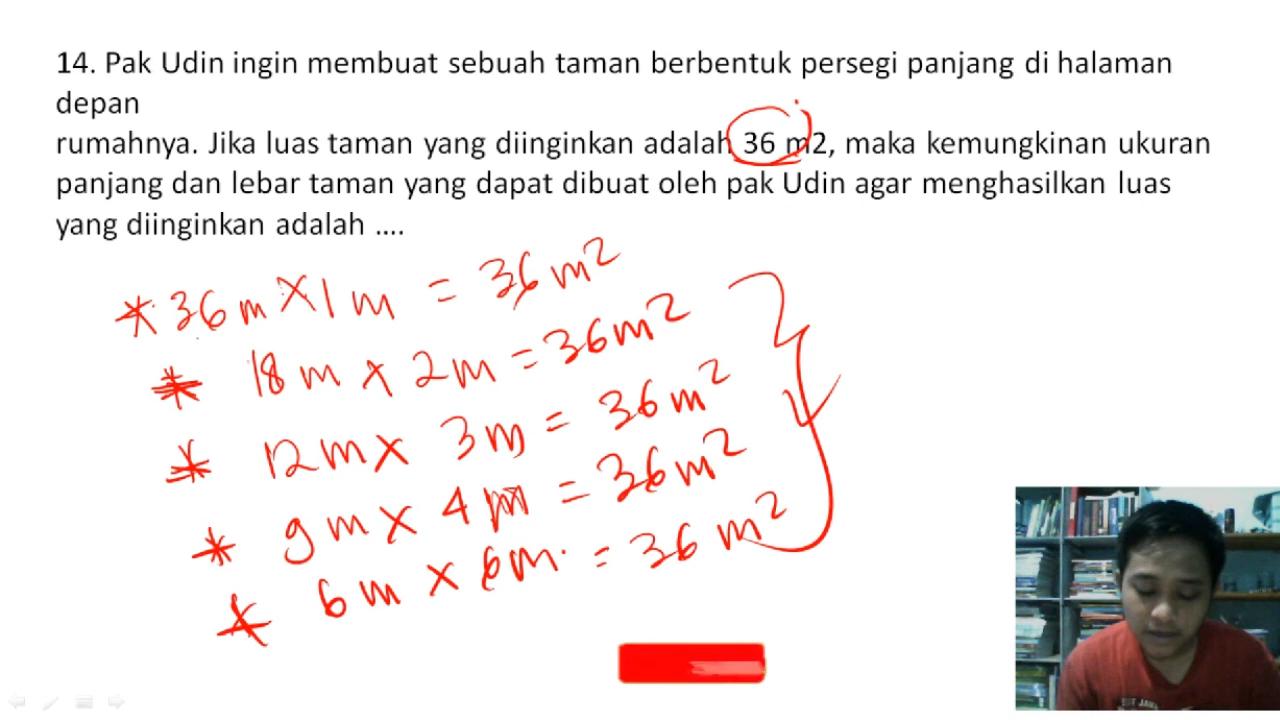 14. Pak Udin ingin membuat sebuah taman berbentuk persegi panjang di halaman
depan
rumahnya. Jika luas taman yang diinginkan adalah 36 m2, maka kemungkinan ukuran
panjang dan lebar taman yang dapat dibuat oleh pak Udin agar menghasilkan luas
yang diinginkan adalah ....
* 36 m X 1 m = 36 m²
* 18 m x 2 m = 36 m²
* 12 m x 3 m = 36 m²
* 9 m x 4 m = 36 m²
* 6 m x 6 m. = 36 m²